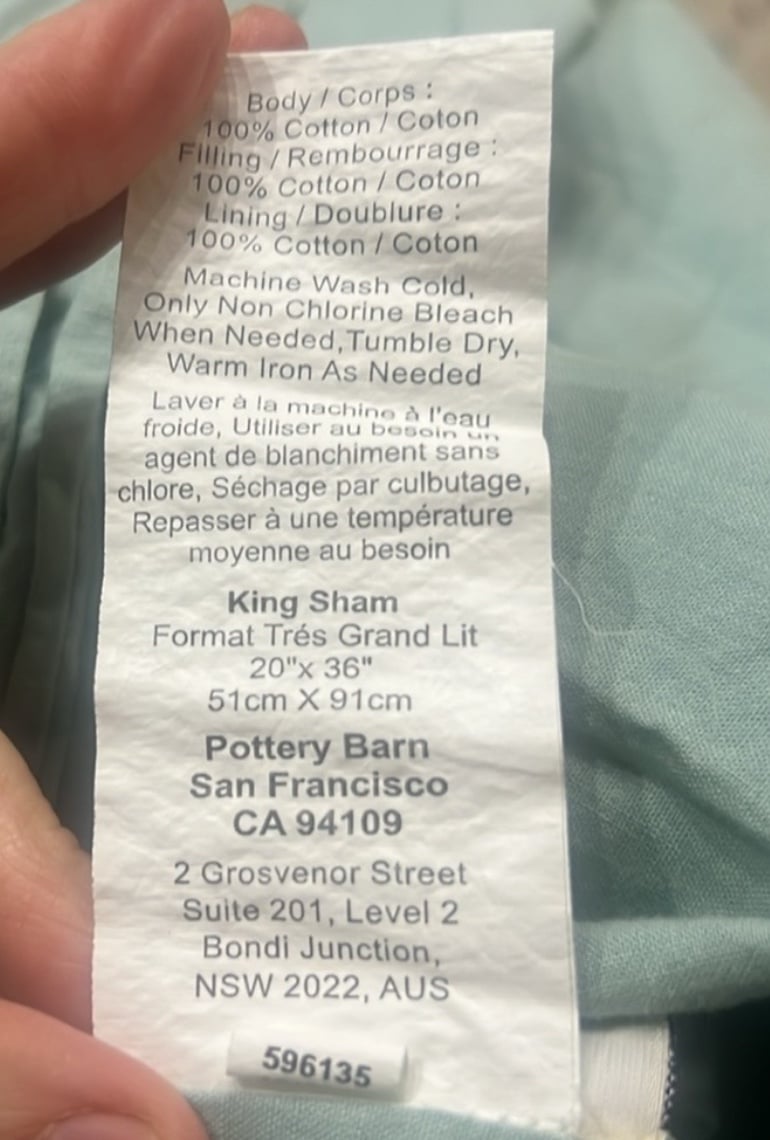 Body / Corps :
100% Cotton / Coton
Filling / Rembourrage :
100% Cotton / Coton
Lining / Doublure :
100% Cotton / Coton
Machine Wash Cold,
Only Non Chlorine Bleach
When Needed,Tumble Dry,
Warm Iron As Needed
Laver à la machine à l'eau
froide, Utiliser au besoin un
agent de blanchiment sans
chlore, Séchage par culbutage,
Repasser à une température
moyenne au besoin
King Sham
Format Trés Grand Lit
20"x 36"
51cm X 91cm
Pottery Barn
San Francisco
CA 94109
2 Grosvenor Street
Suite 201, Level 2
Bondi Junction,
NSW 2022, AUS
596135